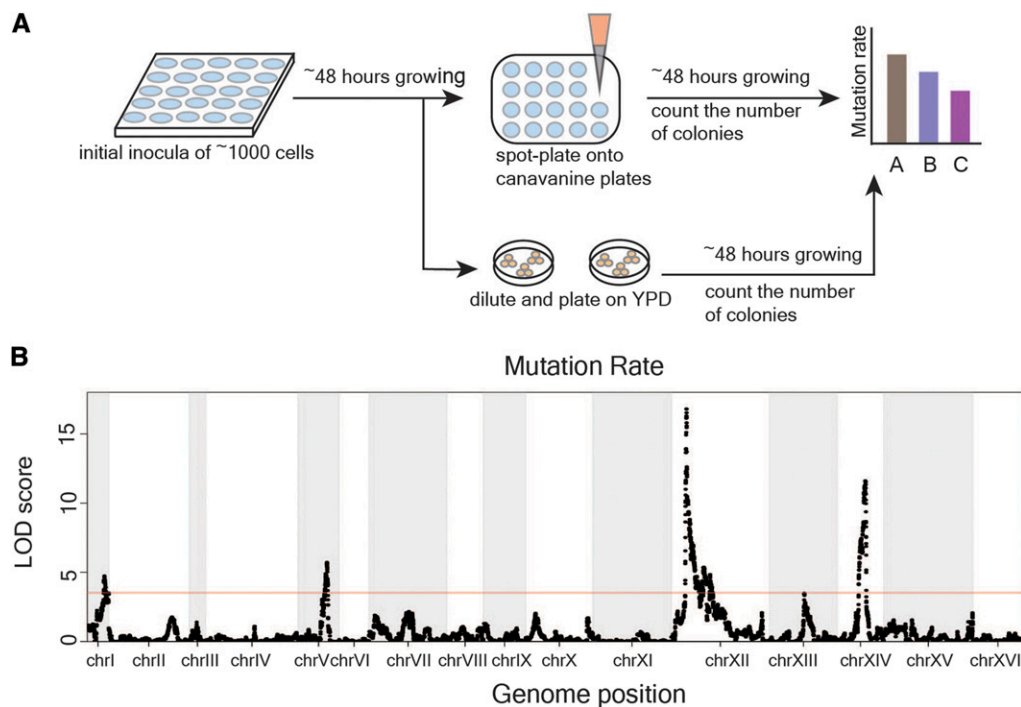 A
~48 hours growing
~48 hours growing
count the number
of colonies
Mutation rate
A B C
initial inocula of ~1000 cells
spot-plate onto
canavanine plates
~48 hours growing
dilute and plate on YPD
count the number
of colonies
B
Mutation Rate
LOD score
15
10
5
0
chrI chrII chrIII chrIV chrV chrVI chrVII chrVIII chrIX chrX chrXI chrXII chrXIII chrXIV chrXV chrXVI
Genome position